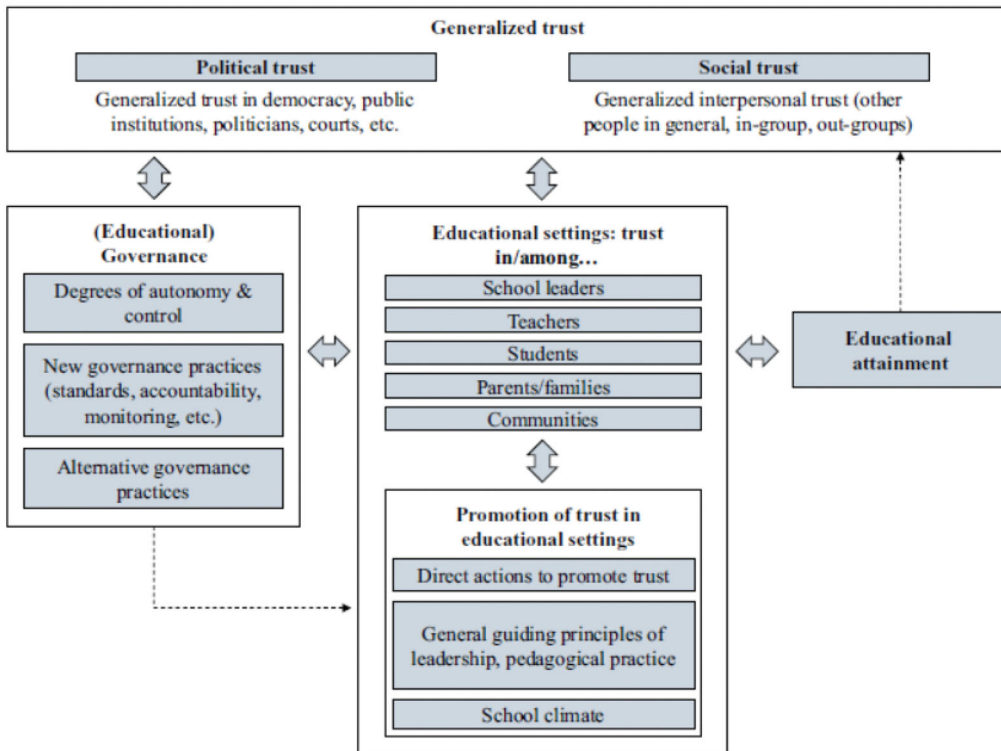 Generalized trust
Political trust
Generalized trust in democracy, public
institutions, politicians, courts, etc.
Social trust
Generalized interpersonal trust (other
people in general, in-group, out-groups)
(Educational)
Governance
Degrees of autonomy &
control
New governance practices
(standards, accountability,
monitoring, etc.)
Alternative governance
practices
Educational settings: trust
in/among…
School leaders
Teachers
Students
Parents/families
Communities
Promotion of trust in
educational settings
Direct actions to promote trust
General guiding principles of
leadership, pedagogical practice
School climate
Educational
attainment